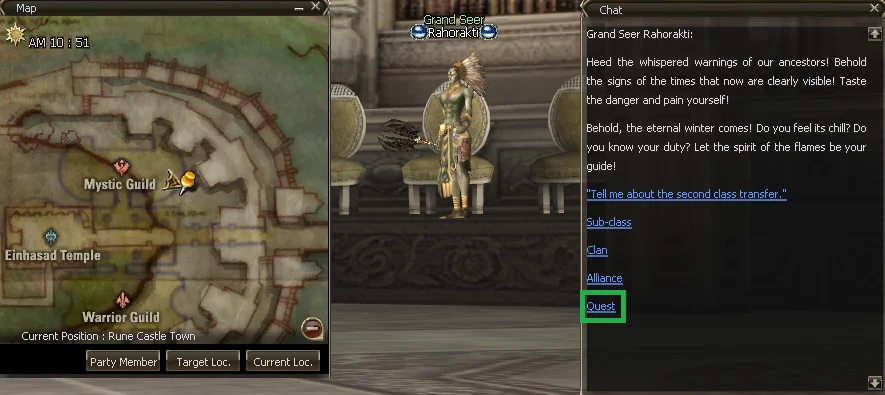 Map
AM 10 : 51
Mystic Guild
Einhasad Temple
Warrior Guild
Current Position : Rune Castle Town
Party Member
Target Loc.
Current Loc.
Grand Seer
Rahorakti
Chat
Grand Seer Rahorakti:
Heed the whispered warnings of our ancestors! Behold
the signs of the times that now are clearly visible! Taste
the danger and pain yourself!
Behold, the eternal winter comes! Do you feel its chill? Do
you know your duty? Let the spirit of the flames be your
guide!
"Tell me about the second class transfer."
Sub-class
Clan
Alliance
Quest